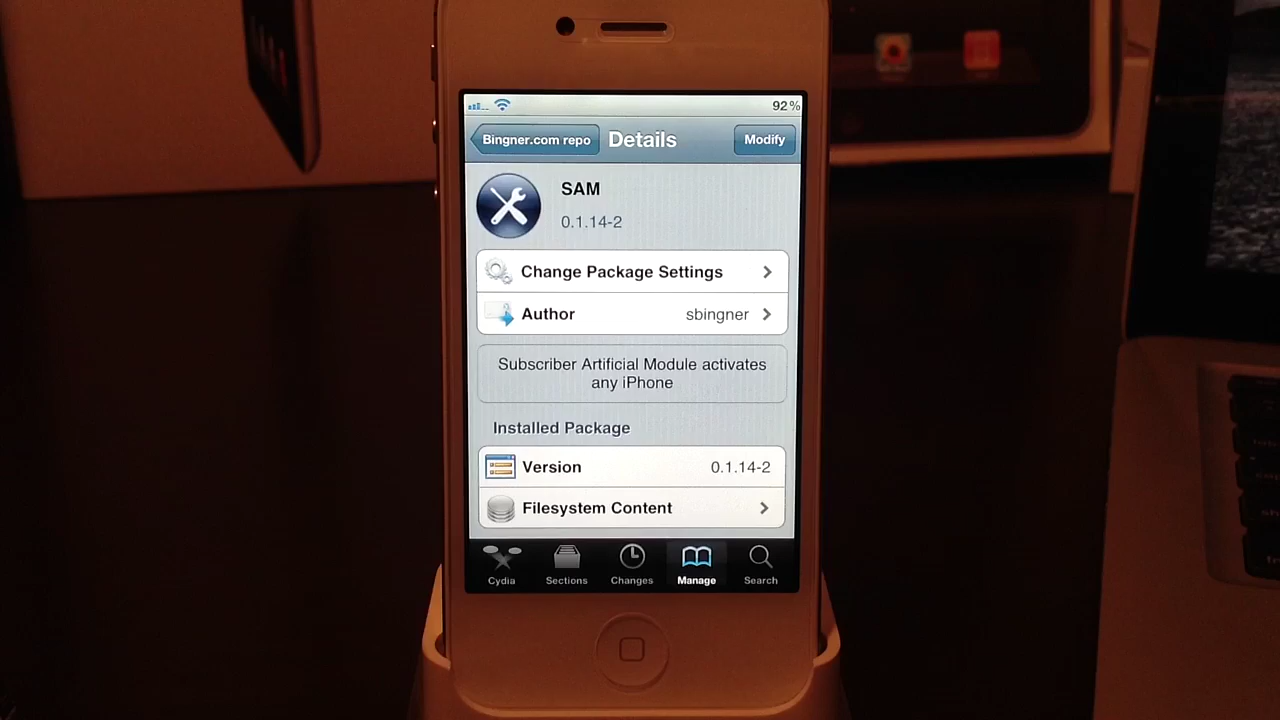 92%
Bingner.com repo
Details
Modify
SAM
0.1.14-2
Change Package Settings
Author
sbingner
Subscriber Artificial Module activates
any iPhone
Installed Package
Version
0.1.14-2
Filesystem Content
Cydia
Sections
Changes
Manage
Search